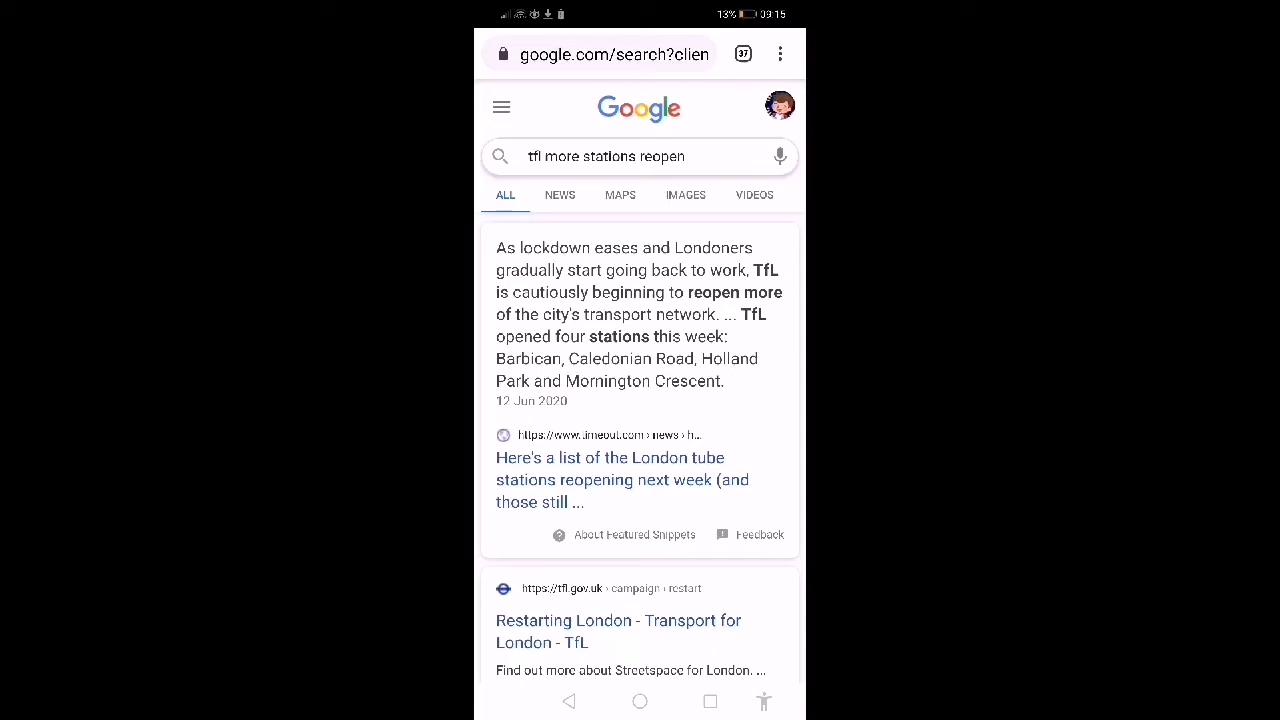 13% 09:15
google.com/search?clien 37
Google
tfl more stations reopen
ALL NEWS MAPS IMAGES VIDEOS
As lockdown eases and Londoners
gradually start going back to work, TfL
is cautiously beginning to reopen more
of the city's transport network. ... TfL
opened four stations this week:
Barbican, Caledonian Road, Holland
Park and Mornington Crescent.
12 Jun 2020
https://www.timeout.com › news › h...
Here's a list of the London tube
stations reopening next week (and
those still ...
About Featured Snippets Feedback
https://tfl.gov.uk › campaign › restart
Restarting London - Transport for
London - TfL
Find out more about Streetspace for London. ...